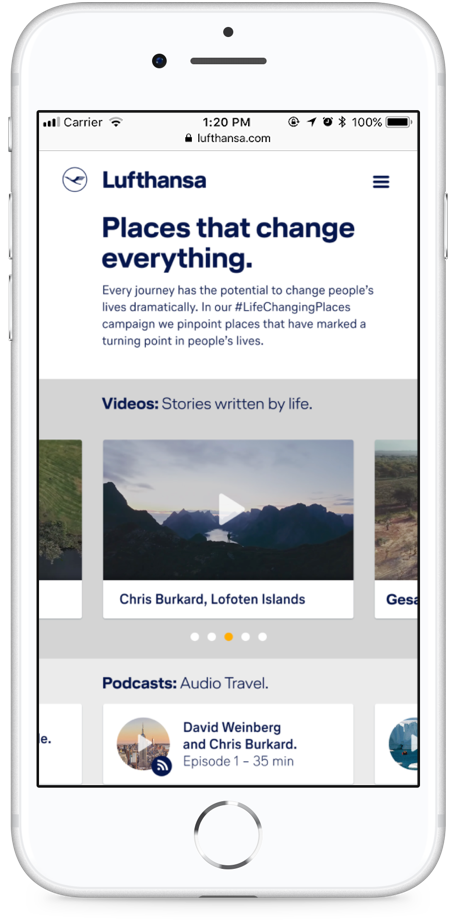 Carrier 1:20 PM 100%
lufthansa.com
Lufthansa
Places that change
everything.
Every journey has the potential to change people's
lives dramatically. In our #LifeChangingPlaces
campaign we pinpoint places that have marked a
turning point in people's lives.
Videos: Stories written by life.
Chris Burkard, Lofoten Islands
Gesa
Podcasts: Audio Travel.
le.
David Weinberg
and Chris Burkard.
Episode 1 – 35 min